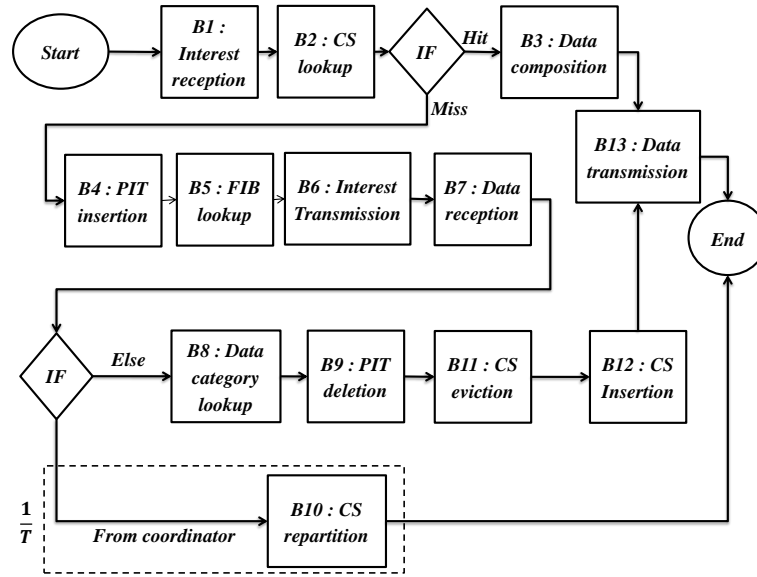 Start
B1 :
Interest
reception
B2 : CS
lookup
IF
Hit
B3 : Data
composition
Miss
B13 : Data
transmission
B4 : PIT
insertion
B5 : FIB
lookup
B6 : Interest
Transmission
B7 : Data
reception
End
IF
Else
B8 : Data
category
lookup
B9 : PIT
deletion
B11 : CS
eviction
B12 : CS
Insertion
1
T
From coordinator
B10 : CS
repartition